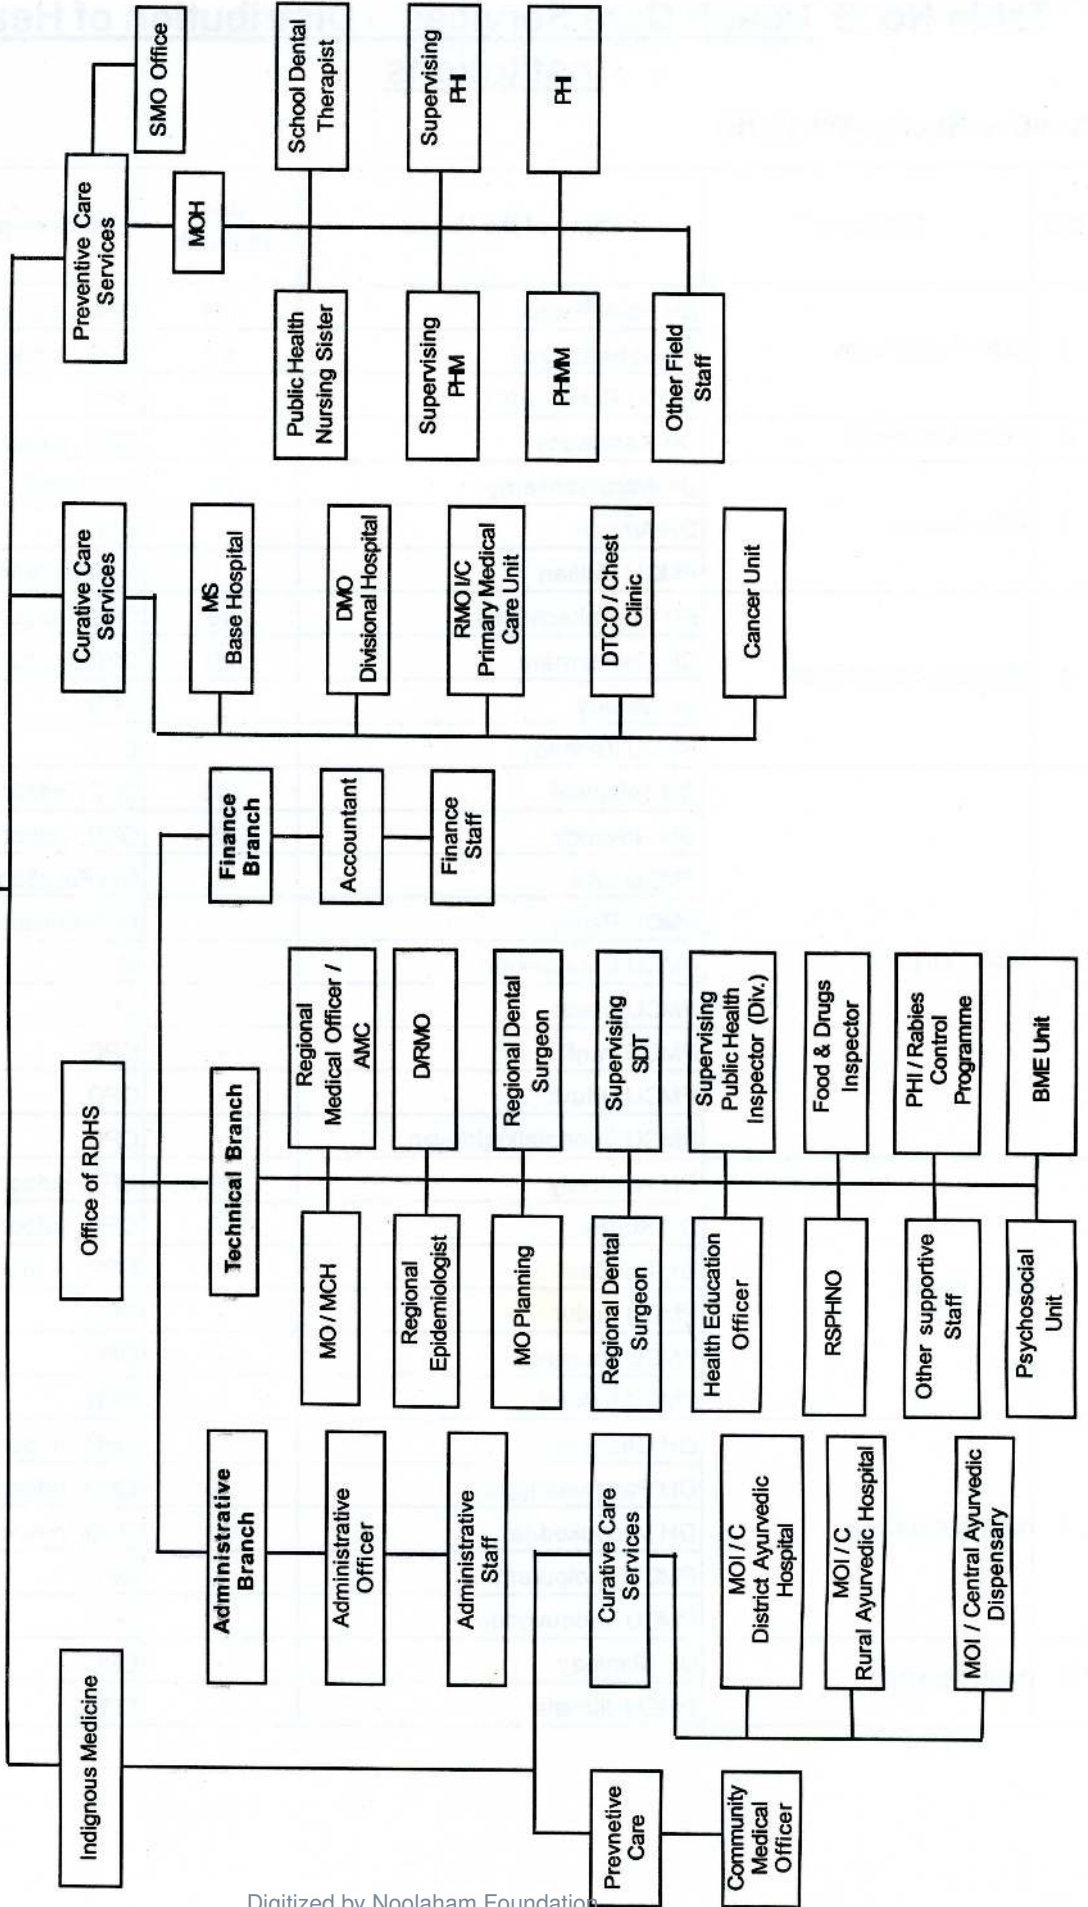 Indignous Medicine
Office of RDHS
Curative Care
Services
Preventive Care
Services
SMO Office
MOH
Administrative
Branch
Administrative
Officer
Administrative
Staff
Technical Branch
MO / MCH
Regional
Medical Officer /
AMC
Regional
Epidemiologist
D/RMO
MO Planning
Regional Dental
Surgeon
Regional Dental
Surgeon
Supervising
SDT
Health Education
Officer
Supervising
Public Health
Inspector (Div.)
RSPHNO
Food & Drugs
Inspector
Other supportive
Staff
PHI / Rabies
Control
Programme
Psychosocial
Unit
BME Unit
Finance
Branch
Accountant
Finance
Staff
MS
Base Hospital
DMO
Divisional Hospital
RMO I/C
Primary Medical
Care Unit
DTCO / Chest
Clinic
Cancer Unit
Public Health
Nursing Sister
School Dental
Therapist
Supervising
PHM
Supervising
PHI
PHMM
PHI
Other Field
Staff
Prevnetive
Care
Community
Medical
Officer
Curative Care
Services
MOI / C
District Ayurvedic
Hospital
MOI / C
Rural Ayurvedic Hospital
MOI / Central Ayurvedic
Dispensary
Digitized by Noolaham Foundation